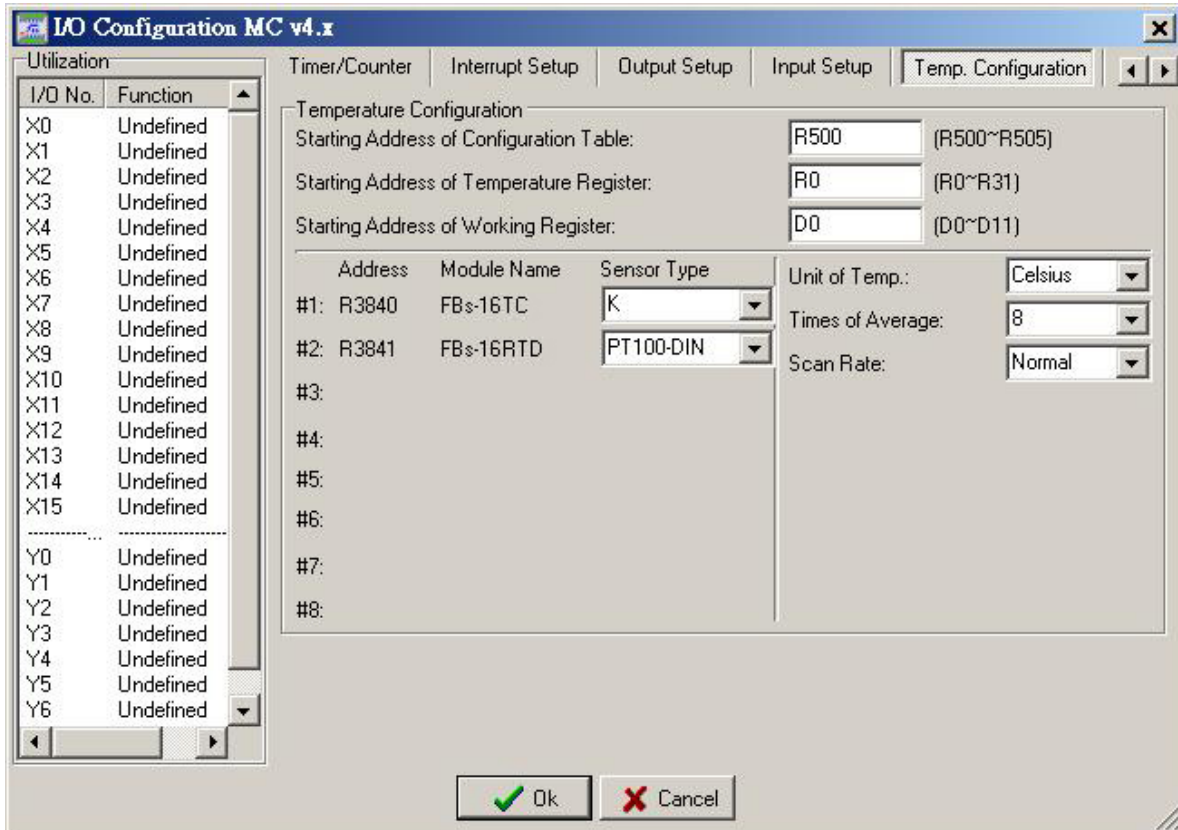 I/O Configuration MC v4.x
Utilization
I/O No. Function
X0 Undefined
X1 Undefined
X2 Undefined
X3 Undefined
X4 Undefined
X5 Undefined
X6 Undefined
X7 Undefined
X8 Undefined
X9 Undefined
X10 Undefined
X11 Undefined
X12 Undefined
X13 Undefined
X14 Undefined
X15 Undefined
----------... -------------------
Y0 Undefined
Y1 Undefined
Y2 Undefined
Y3 Undefined
Y4 Undefined
Y5 Undefined
Y6 Undefined
Timer/Counter Interrupt Setup Output Setup Input Setup Temp. Configuration
Temperature Configuration
Starting Address of Configuration Table: R500 (R500~R505)
Starting Address of Temperature Register: R0 (R0~R31)
Starting Address of Working Register: D0 (D0~D11)
Address Module Name Sensor Type
#1: R3840 FBs-16TC K
#2: R3841 FBs-16RTD PT100-DIN
#3:
#4:
#5:
#6:
#7:
#8:
Unit of Temp.: Celsius
Times of Average: 8
Scan Rate: Normal
Ok Cancel